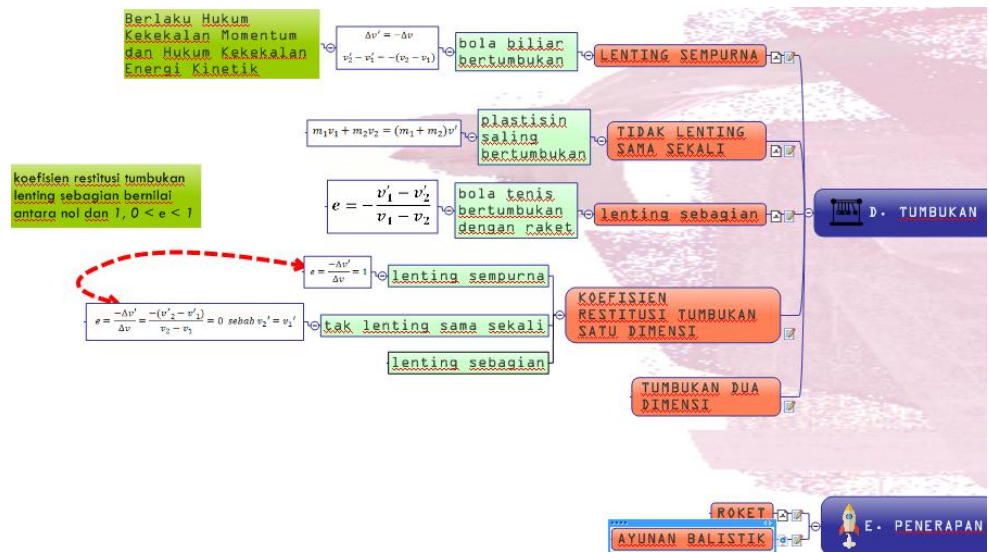 Berlaku Hukum
Kekekalan Momentum
dan Hukum Kekekalan
Energi Kinetik
Δv' = −Δv
v₂' − v₁' = −(v₂ − v₁)
bola biliar
bertumbukan
LENTING SEMPURNA
m₁v₁ + m₂v₂ = (m₁ + m₂)v'
plastisin
saling
bertumbukan
TIDAK LENTING
SAMA SEKALI
koefisien restitusi tumbukan
lenting sebagian bernilai
antara nol dan 1, 0 < e < 1
e = − (v₁' − v₂') / (v₁ − v₂)
bola tenis
bertumbukan
dengan raket
lenting sebagian
D. TUMBUKAN
e = −Δv' / Δv = 1
lenting sempurna
e = −Δv' / Δv = −(v'₂ − v'₁) / (v₂ − v₁) = 0 sebab v₂' = v₁'
tak lenting sama sekali
lenting sebagian
KOEFISIEN
RESTITUSI TUMBUKAN
SATU DIMENSI
TUMBUKAN DUA
DIMENSI
ROKET
AYUNAN BALISTIK
E. PENERAPAN